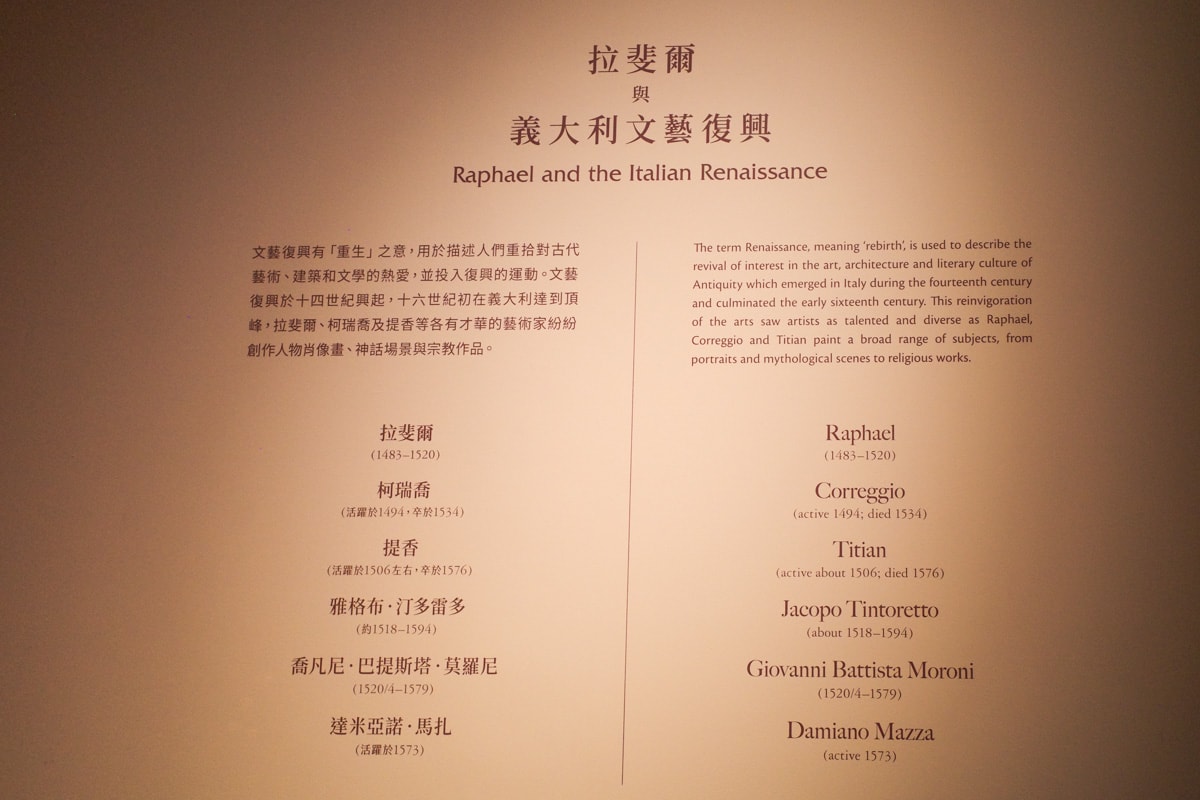 拉斐爾
與
義大利文藝復興
Raphael and the Italian Renaissance
文藝復興有「重生」之意，用於描述人們重拾對古代
藝術、建築和文學的熱愛，並投入復興的運動。文藝
復興於十四世紀興起，十六世紀初在義大利達到頂
峰，拉斐爾、柯瑞喬及提香等各有才華的藝術家紛紛
創作人物肖像畫、神話場景與宗教作品。
拉斐爾
(1483–1520)
柯瑞喬
(活躍於1494，卒於1534)
提香
(活躍於1506左右，卒於1576)
雅格布·汀多雷多
(約1518–1594)
喬凡尼·巴提斯塔·莫羅尼
(1520/4–1579)
達米亞諾·馬扎
(活躍於1573)
The term Renaissance, meaning ‘rebirth’, is used to describe the
revival of interest in the art, architecture and literary culture of
Antiquity which emerged in Italy during the fourteenth century
and culminated the early sixteenth century. This reinvigoration
of the arts saw artists as talented and diverse as Raphael,
Correggio and Titian paint a broad range of subjects, from
portraits and mythological scenes to religious works.
Raphael
(1483–1520)
Correggio
(active 1494; died 1534)
Titian
(active about 1506; died 1576)
Jacopo Tintoretto
(about 1518–1594)
Giovanni Battista Moroni
(1520/4–1579)
Damiano Mazza
(active 1573)